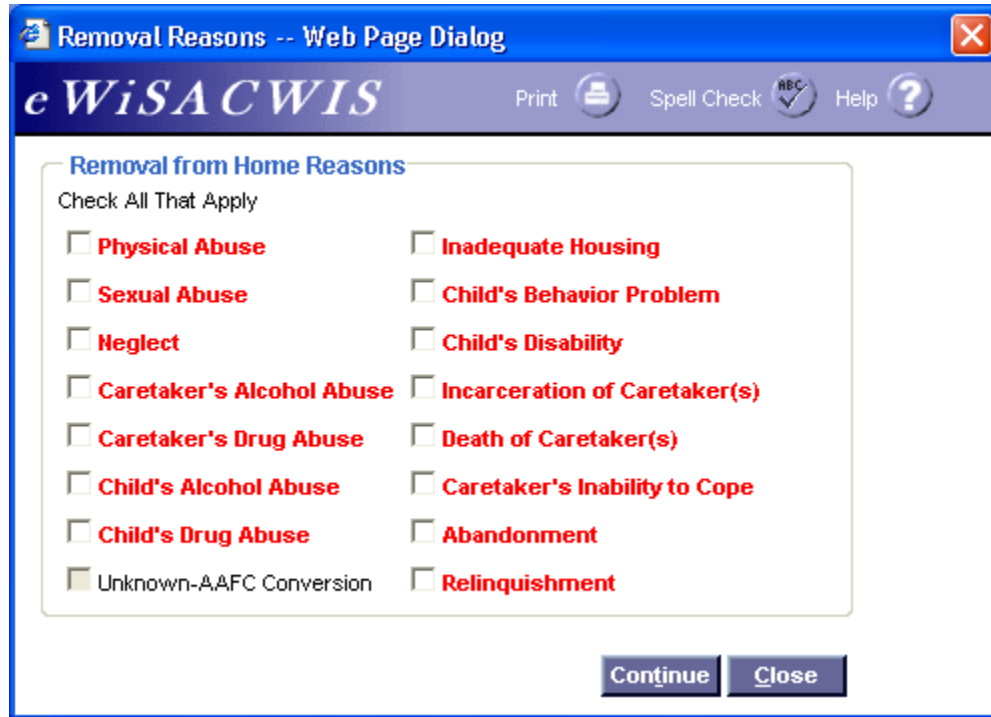 Removal Reasons -- Web Page Dialog
e WiSACWIS Print Spell Check ABC Help ?
Removal from Home Reasons
Check All That Apply
Physical Abuse Inadequate Housing
Sexual Abuse Child's Behavior Problem
Neglect Child's Disability
Caretaker's Alcohol Abuse Incarceration of Caretaker(s)
Caretaker's Drug Abuse Death of Caretaker(s)
Child's Alcohol Abuse Caretaker's Inability to Cope
Child's Drug Abuse Abandonment
Unknown-AAFC Conversion Relinquishment
Continue Close